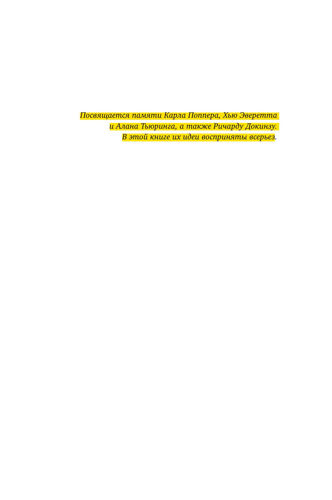 Посвящается памяти Карла Поппера, Хью Эверетта
и Алана Тьюринга, а также Ричарду Докинзу.
В этой книге их идеи восприняты всерьез.